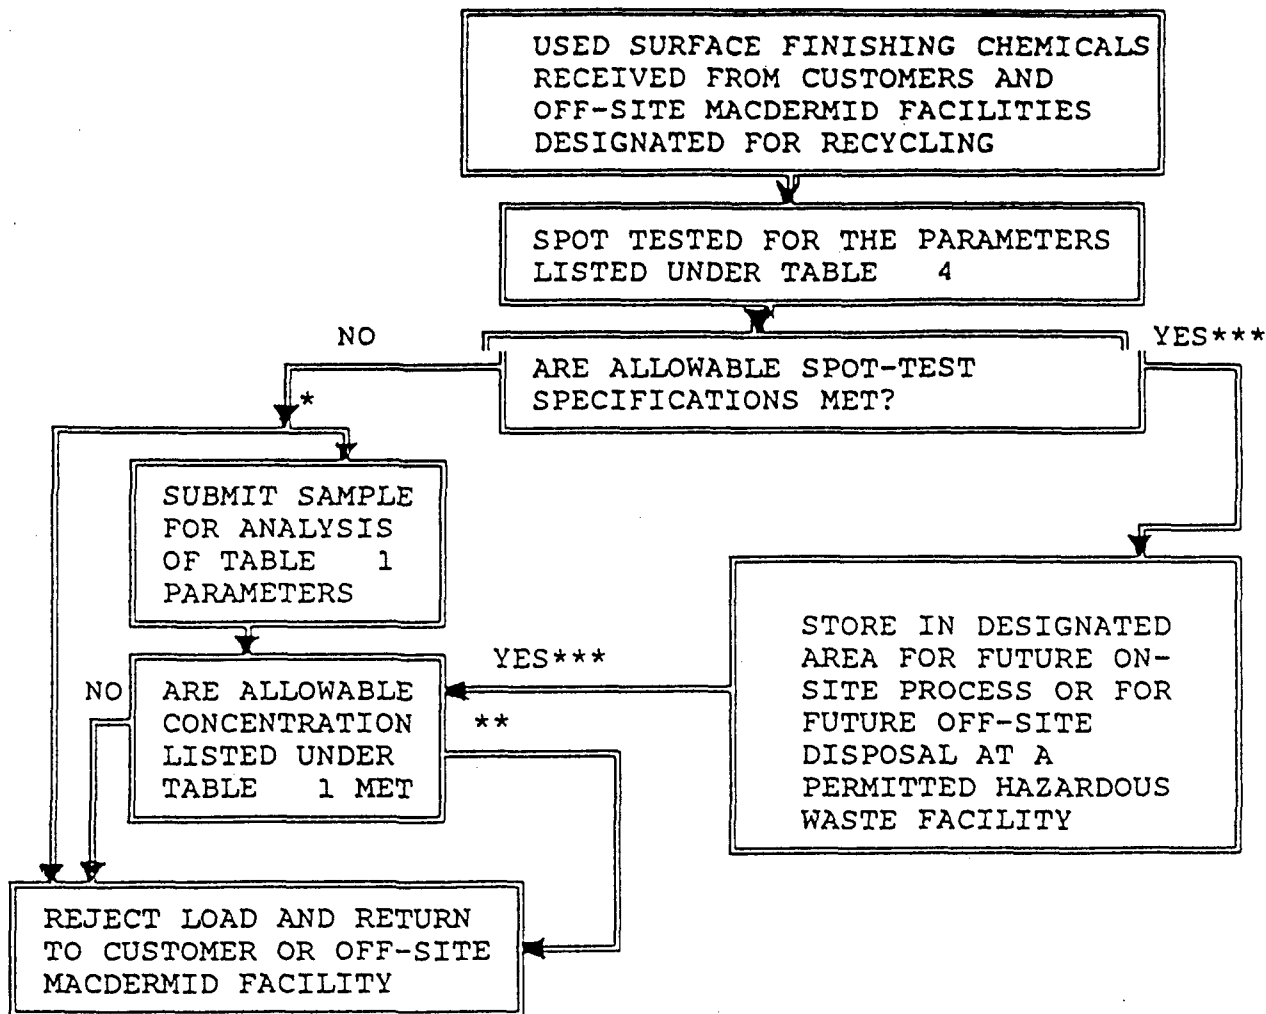 USED SURFACE FINISHING CHEMICALS
RECEIVED FROM CUSTOMERS AND
OFF-SITE MACDERMID FACILITIES
DESIGNATED FOR RECYCLING
SPOT TESTED FOR THE PARAMETERS
LISTED UNDER TABLE 4
NO
YES***
ARE ALLOWABLE SPOT-TEST
SPECIFICATIONS MET?
*
SUBMIT SAMPLE
FOR ANALYSIS
OF TABLE 1
PARAMETERS
STORE IN DESIGNATED
AREA FOR FUTURE ON-
SITE PROCESS OR FOR
FUTURE OFF-SITE
DISPOSAL AT A
PERMITTED HAZARDOUS
WASTE FACILITY
YES***
NO
ARE ALLOWABLE
CONCENTRATION
LISTED UNDER
TABLE 1 MET
**
REJECT LOAD AND RETURN
TO CUSTOMER OR OFF-SITE
MACDERMID FACILITY